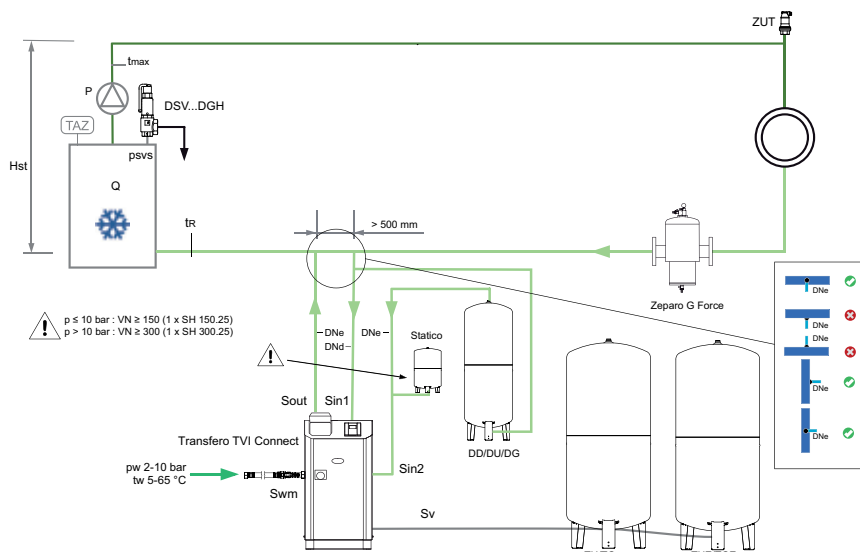 ZUT
tmax
P
DSV...DGH
TAZ
psvs
Hst
Q
tR
> 500 mm
Zeparo G Force
p ≤ 10 bar : VN ≥ 150 (1 x SH 150.25)
p > 10 bar : VN ≥ 300 (1 x SH 300.25)
DNe
DNe
DNe
DNe
DNe
DNe
DNd
DNe
Statico
Sout
Sin1
Transfero TVI Connect
DD/DU/DG
Sin2
pw 2-10 bar
tw 5-65 °C
Swm
Sv